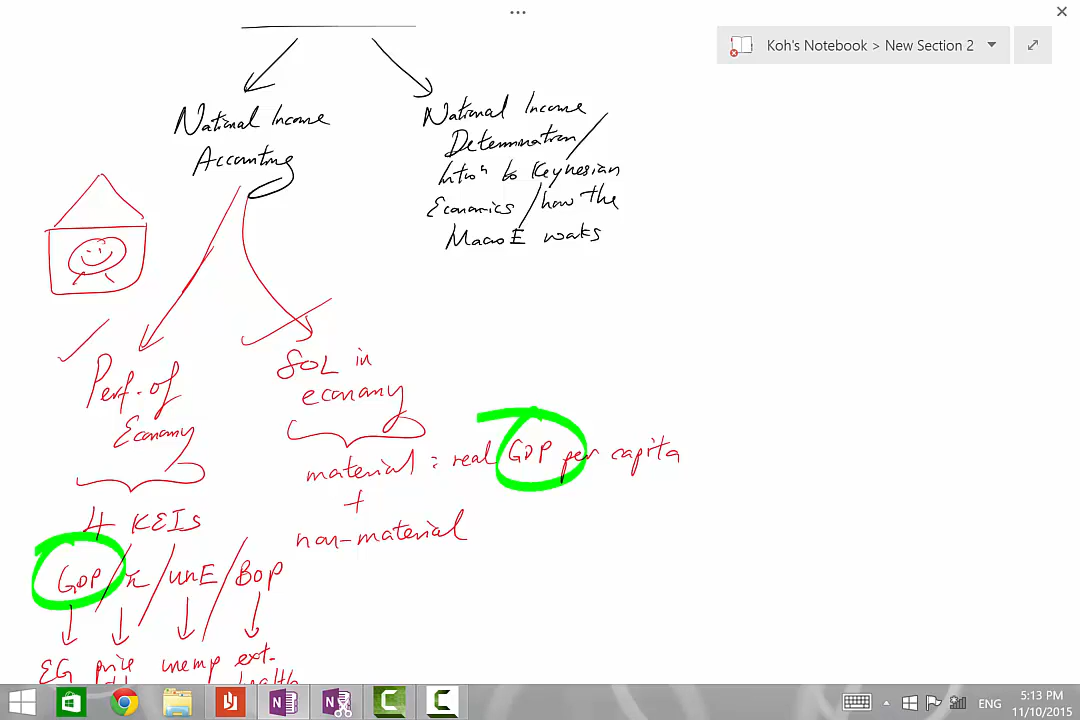 Koh's Notebook > New Section 2
National Income
Accounting
National Income
Determination/
Intro" to Keynesian
Economics/how the
MacroE works
Perf. of
Economy
SOL in
economy
material : real GDP per capita
+
non-material
4 KEIs
GDP/π/unE/BOP
EG price unemp ext.
health
ENG
5:13 PM
11/10/2015